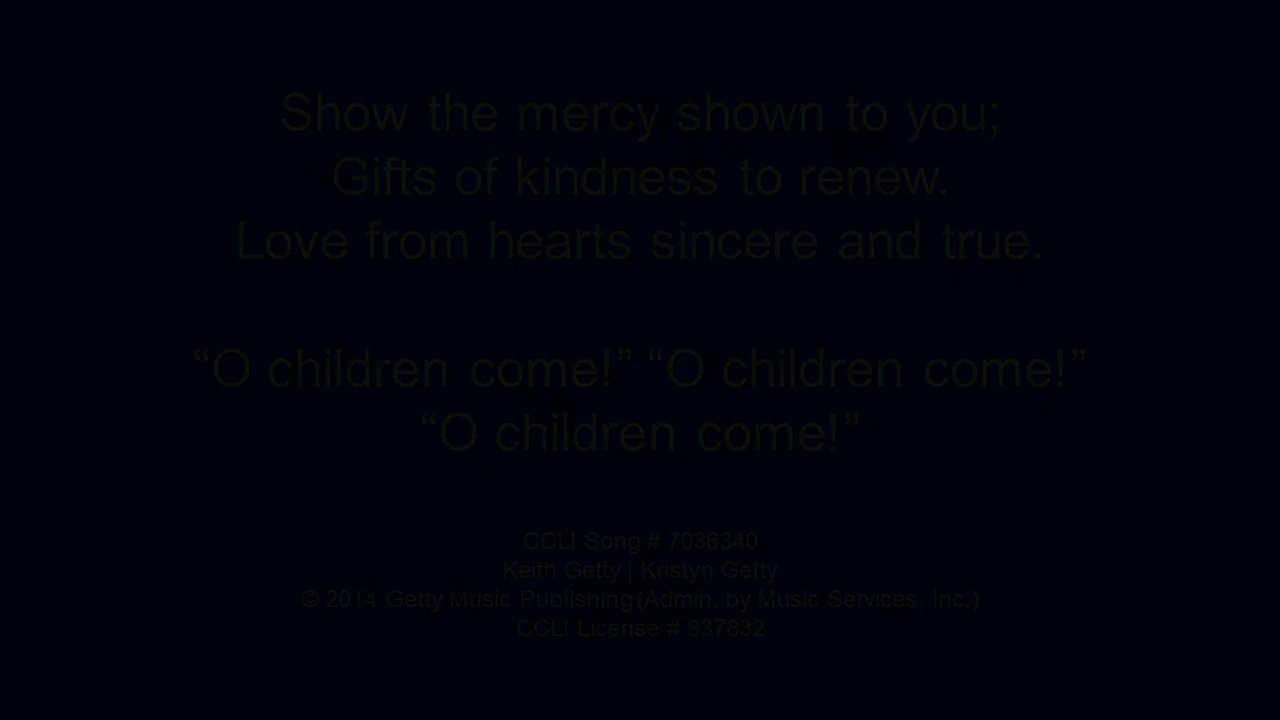 Show the mercy shown to you;
Gifts of kindness to renew.
Love from hearts sincere and true.
“O children come!” “O children come!”
“O children come!”
CCLI Song # 7036340
Keith Getty | Kristyn Getty
© 2014 Getty Music Publishing (Admin. by Music Services, Inc.)
CCLI License # 837832